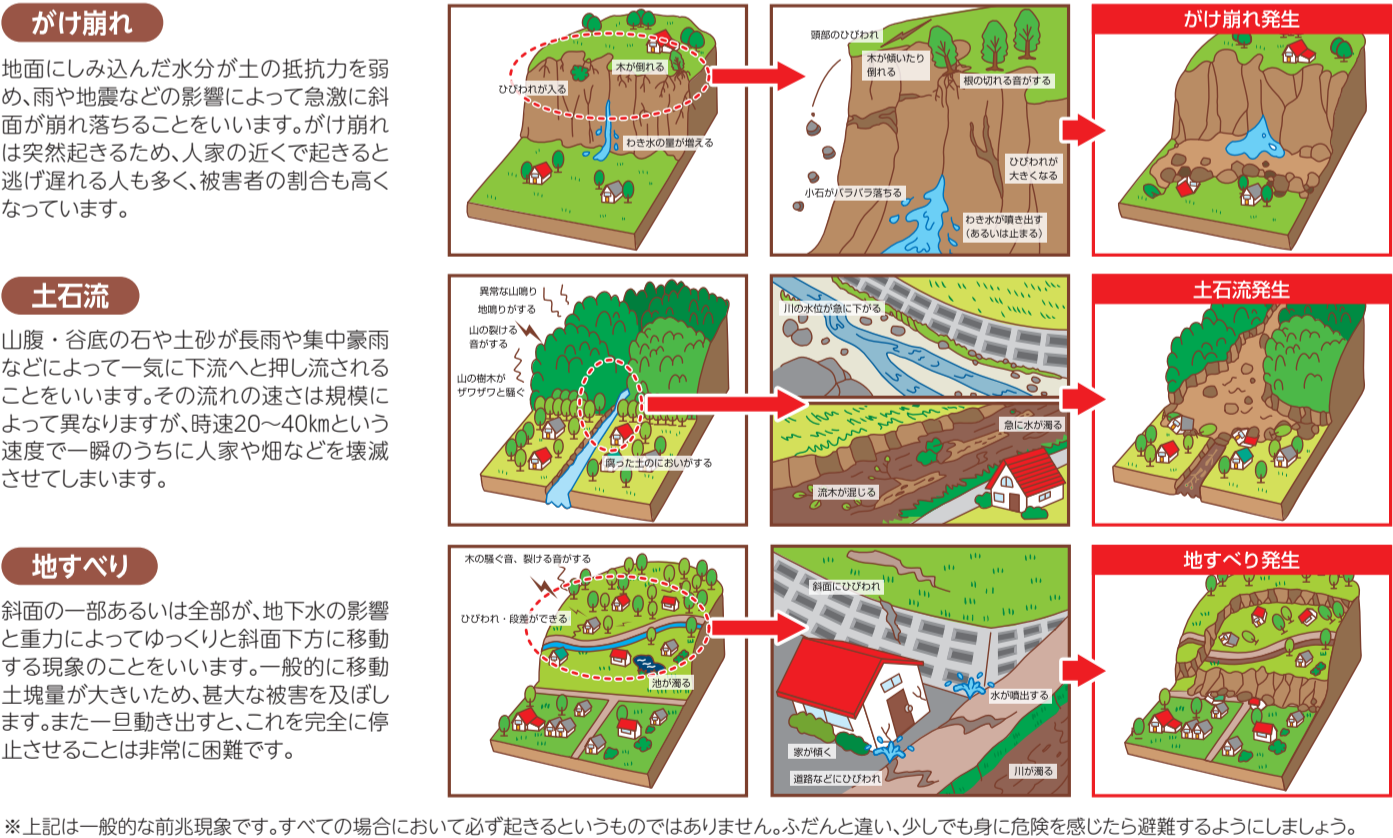 がけ崩れ
地面にしみ込んだ水分が土の抵抗力を弱
め、雨や地震などの影響によって急激に斜
面が崩れ落ちることをいいます。がけ崩れ
は突然起きるため、人家の近くで起きると
逃げ遅れる人も多く、被害者の割合も高く
なっています。
木が倒れる
ひびわれが入る
わき水の量が増える
頭部のひびわれ
木が傾いたり
倒れる
根の切れる音がする
ひびわれが
大きくなる
小石がバラバラ落ちる
わき水が噴き出す
(あるいは止まる)
がけ崩れ発生
土石流
山腹・谷底の石や土砂が長雨や集中豪雨
などによって一気に下流へと押し流される
ことをいいます。その流れの速さは規模に
よって異なりますが、時速20～40㎞という
速度で一瞬のうちに人家や畑などを壊滅
させてしまいます。
異常な山鳴り
地鳴りがする
山の裂ける
音がする
山の樹木が
ザワザワと騒ぐ
腐った土のにおいがする
川の水位が急に下がる
急に水が濁る
流木が混じる
土石流発生
地すべり
斜面の一部あるいは全部が、地下水の影響
と重力によってゆっくりと斜面下方に移動
する現象のことをいいます。一般的に移動
土塊量が大きいため、甚大な被害を及ぼし
ます。また一旦動き出すと、これを完全に停
止させることは非常に困難です。
木の騒ぐ音、裂ける音がする
ひびわれ・段差ができる
池が濁る
斜面にひびわれ
水が噴出する
家が傾く
道路などにひびわれ
川が濁る
地すべり発生
※上記は一般的な前兆現象です。すべての場合において必ず起きるというものではありません。ふだんと違い、少しでも身に危険を感じたら避難するようにしましょう。